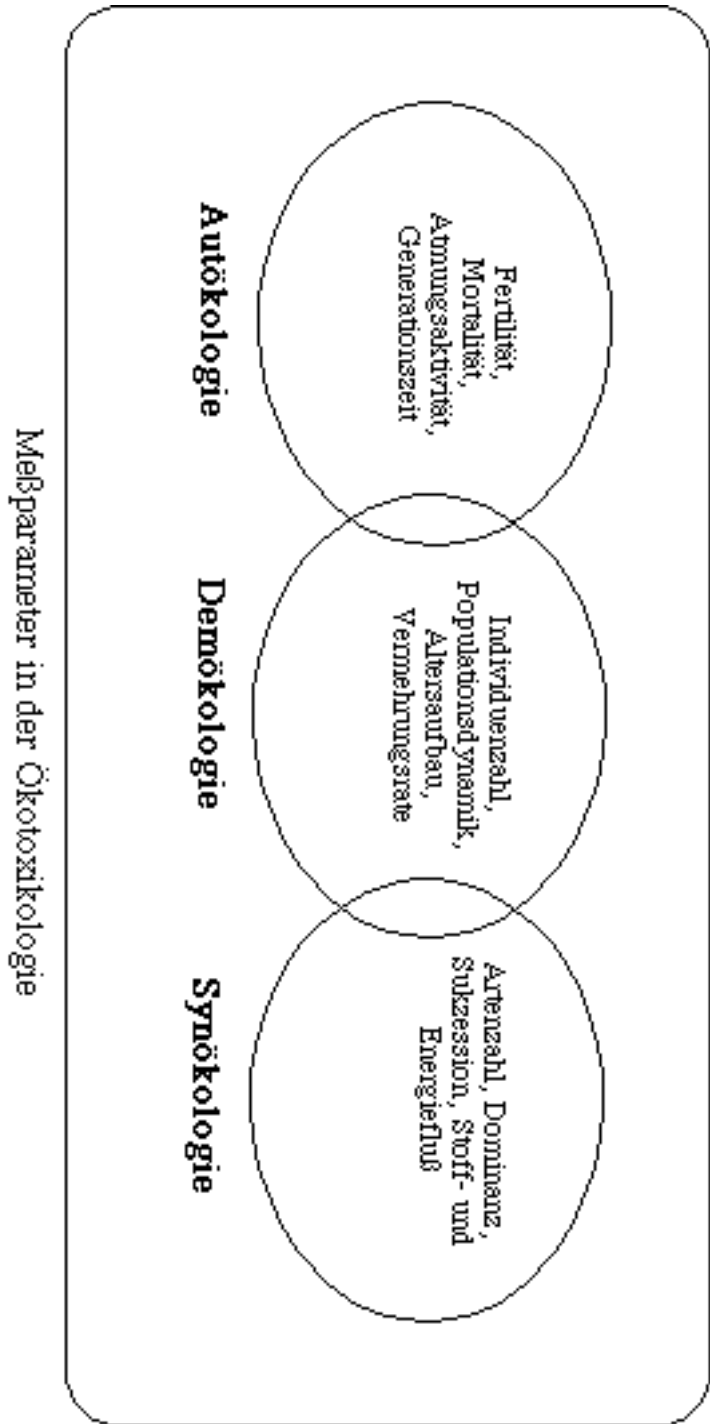 Fertilität,
Mortalität,
Atmungsaktivität,
Generationszeit
Autökologie
Individuenzahl,
Populationsdynamik,
Altersaufbau,
Vermehrungsrate
Demökologie
Artenzahl, Dominanz,
Sukzession, Stoff- und
Energiefluß
Synökologie
Meßparameter in der Ökotoxikologie